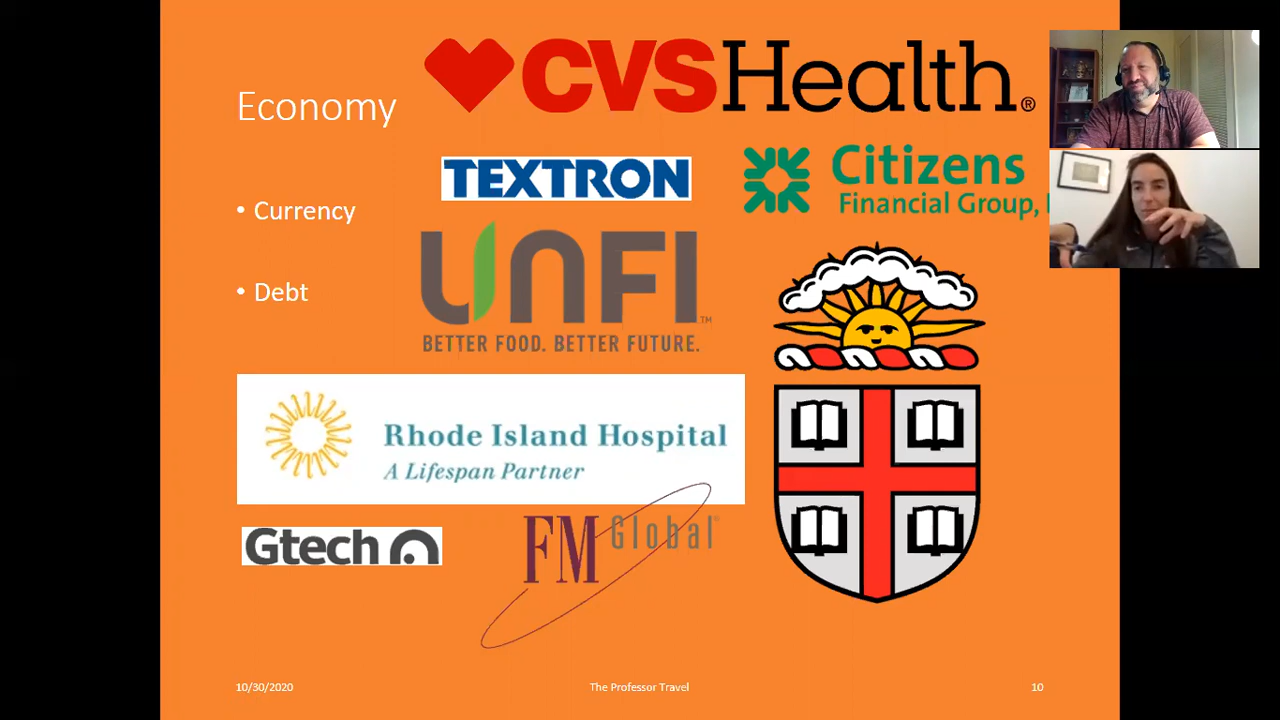 Economy
CVSHealth®
TEXTRON
Citizens
Financial Group,
• Currency
UNFI™
• Debt
BETTER FOOD. BETTER FUTURE.
Rhode Island Hospital
A Lifespan Partner
Gtech
FM Global®
10/30/2020
The Professor Travel
10